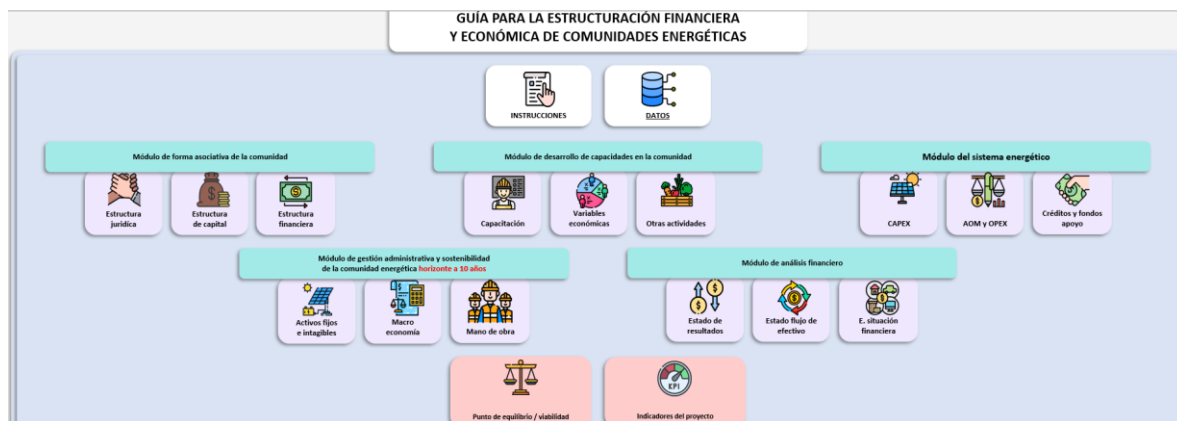 GUÍA PARA LA ESTRUCTURACIÓN FINANCIERA
Y ECONÓMICA DE COMUNIDADES ENERGÉTICAS
INSTRUCCIONES
DATOS
Módulo de forma asociativa de la comunidad
Estructura
jurídica
Estructura
de capital
Estructura
financiera
Módulo de desarrollo de capacidades en la comunidad
Capacitación
Variables
económicas
Otras actividades
Módulo del sistema energético
CAPEX
AOM y OPEX
Créditos y fondos
apoyo
Módulo de gestión administrativa y sostenibilidad
de la comunidad energética horizonte a 10 años
Activos fijos
e intagibles
Macro
economía
Mano de obra
Módulo de análisis financiero
Estado de
resultados
Estado flujo de
efectivo
E. situación
financiera
Punto de equilibrio / viabilidad
KPI
Indicadores del proyecto